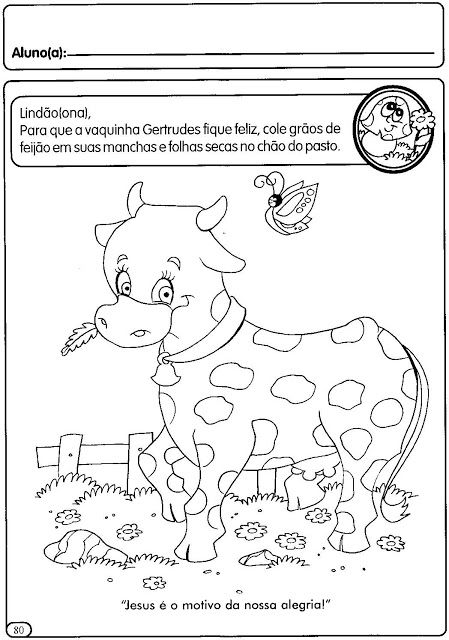 Aluno(a):
Lindão(ona),
Para que a vaquinha Gertrudes fique feliz, cole grãos de
feijão em suas manchas e folhas secas no chão do pasto.
"Jesus é o motivo da nossa alegria!"
80